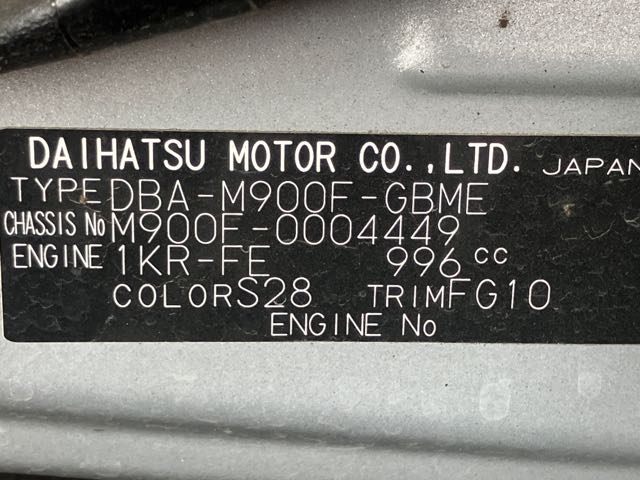 DAIHATSU MOTOR CO.,LTD. JAPAN
TYPE DBA-M900F-GBME
CHASSIS No M900F-0004449
ENGINE 1KR-FE 996 cc
COLOR S28 TRIM FG10
ENGINE No